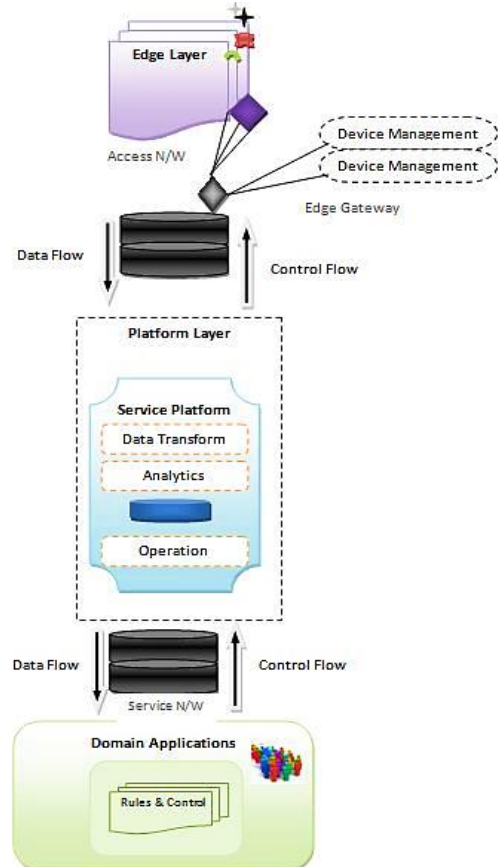 Edge Layer
Access N/W
Device Management
Device Management
Edge Gateway
Data Flow
Control Flow
Platform Layer
Service Platform
Data Transform
Analytics
Operation
Data Flow
Control Flow
Service N/W
Domain Applications
Rules & Control